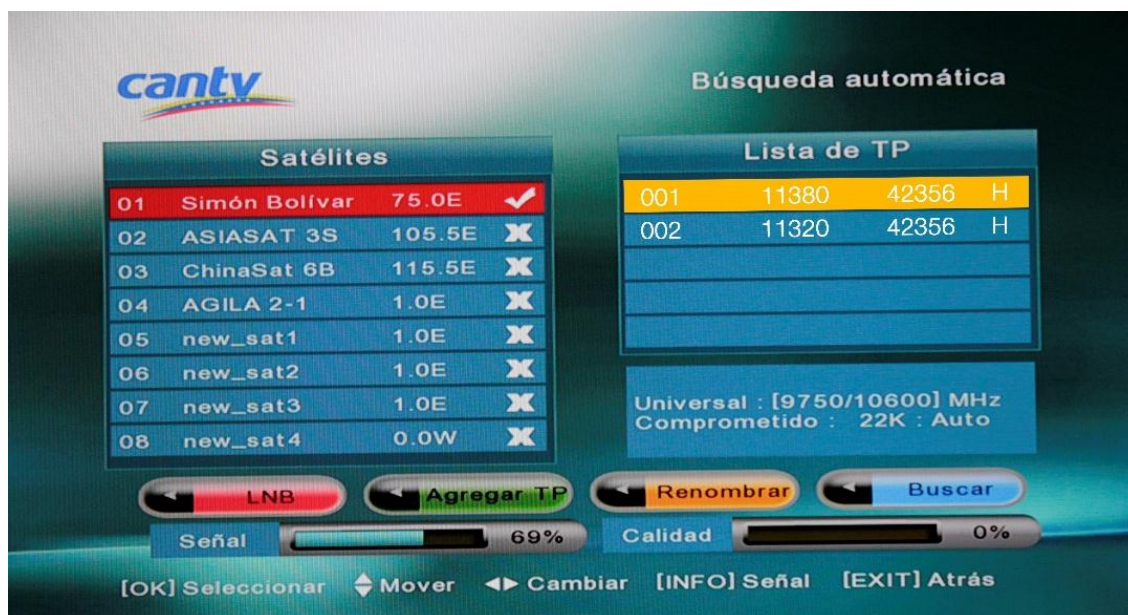 cantv
Búsqueda automática
Satélites
01 Simón Bolívar 75.0E
02 ASIASAT 3S 105.5E
03 ChinaSat 6B 115.5E
04 AGILA 2-1 1.0E
05 new_sat1 1.0E
06 new_sat2 1.0E
07 new_sat3 1.0E
08 new_sat4 0.0W
Lista de TP
001 11380 42356 H
002 11320 42356 H
Universal : [9750/10600] MHz
Comprometido : 22K : Auto
LNB
Agregar TP
Renombrar
Buscar
Señal 69%
Calidad 0%
[OK] Seleccionar Mover Cambiar [INFO] Señal [EXIT] Atrás